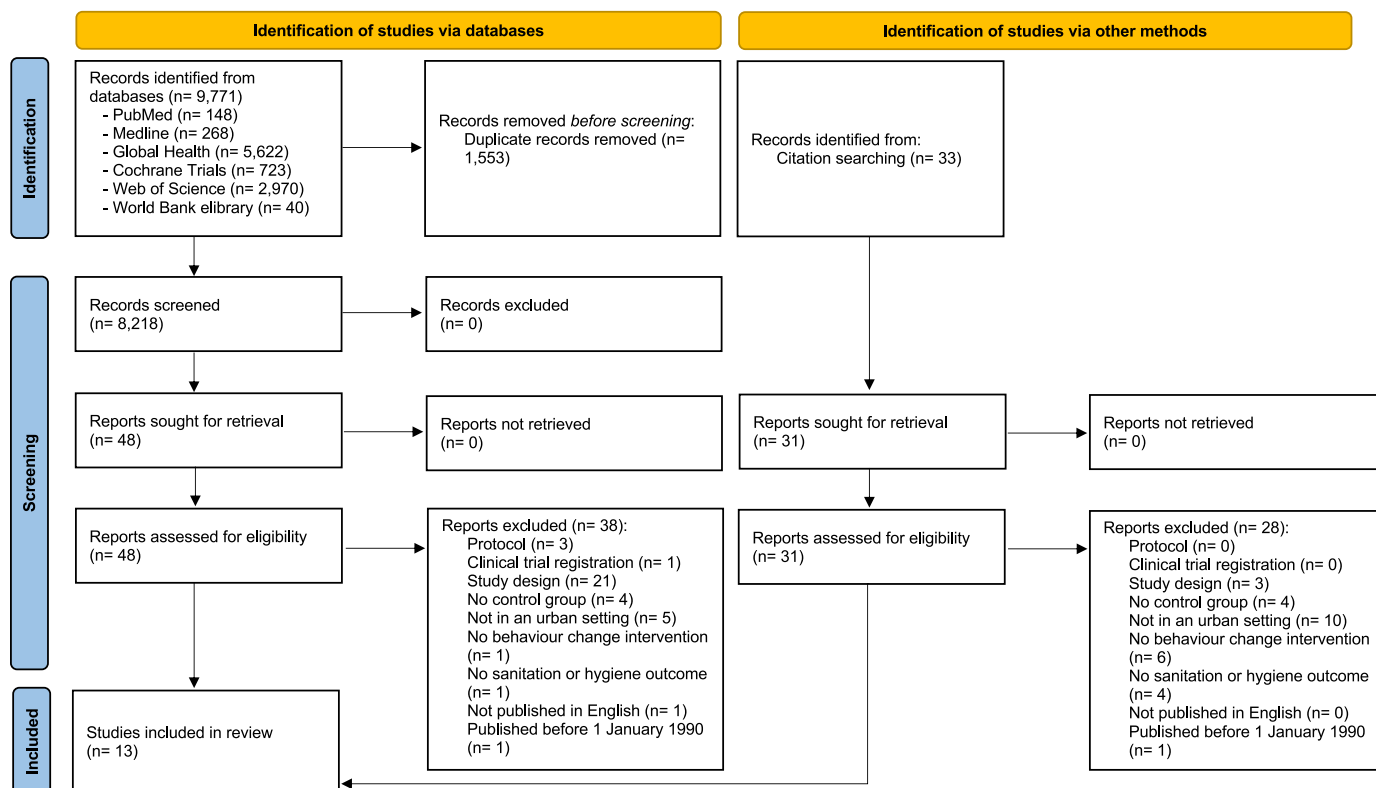 Identification of studies via databases
Identification of studies via other methods
Identification
Records identified from
databases (n= 9,771)
- PubMed (n= 148)
- Medline (n= 268)
- Global Health (n= 5,622)
- Cochrane Trials (n= 723)
- Web of Science (n= 2,970)
- World Bank elibrary (n= 40)
Records removed before screening:
Duplicate records removed (n=
1,553)
Records identified from:
Citation searching (n= 33)
Screening
Records screened
(n= 8,218)
Records excluded
(n= 0)
Reports sought for retrieval
(n= 48)
Reports not retrieved
(n= 0)
Reports sought for retrieval
(n= 31)
Reports not retrieved
(n= 0)
Reports assessed for eligibility
(n= 48)
Reports excluded (n= 38):
Protocol (n= 3)
Clinical trial registration (n= 1)
Study design (n= 21)
No control group (n= 4)
Not in an urban setting (n= 5)
No behaviour change intervention
(n= 1)
No sanitation or hygiene outcome
(n= 1)
Not published in English (n= 1)
Published before 1 January 1990
(n= 1)
Reports assessed for eligibility
(n= 31)
Reports excluded (n= 28):
Protocol (n= 0)
Clinical trial registration (n= 0)
Study design (n= 3)
No control group (n= 4)
Not in an urban setting (n= 10)
No behaviour change intervention
(n= 6)
No sanitation or hygiene outcome
(n= 4)
Not published in English (n= 0)
Published before 1 January 1990
(n= 1)
Included
Studies included in review
(n= 13)